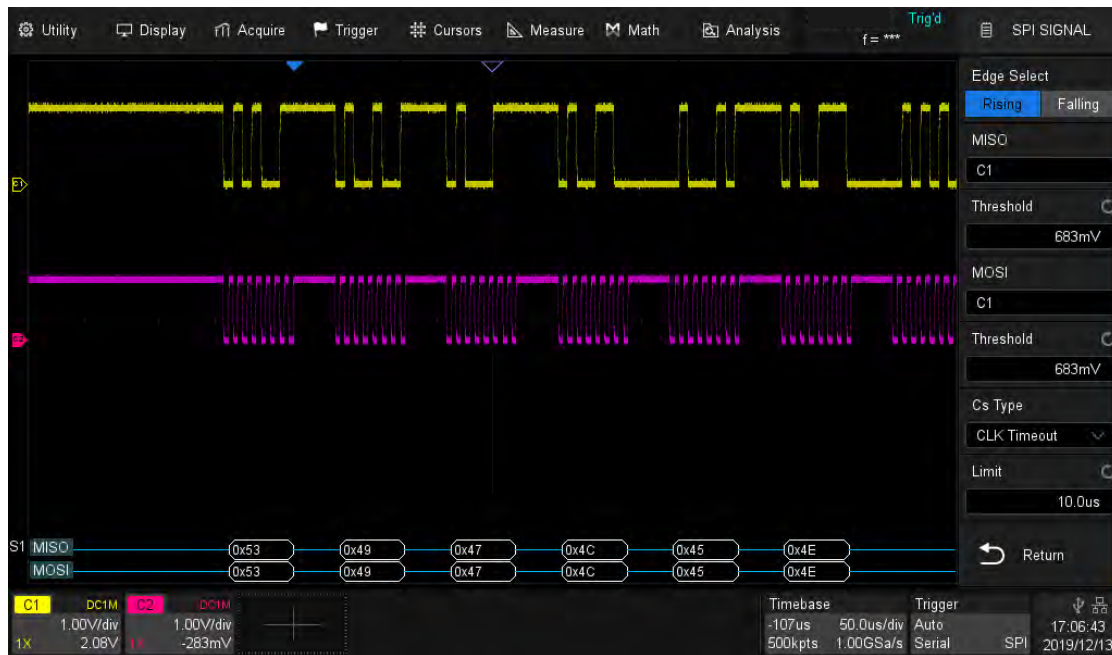 Utility Display Acquire Trigger Cursors Measure Math Analysis Trig'd f = *** SPI SIGNAL
Edge Select
Rising Falling
MISO
C1
C1
Threshold
683mV
MOSI
C1
Threshold
683mV
Cs Type
CLK Timeout
Limit
10.0us
S1 MISO 0x53 0x49 0x47 0x4C 0x45 0x4E
MOSI 0x53 0x49 0x47 0x4C 0x45 0x4E
Return
C1 DC1M C2 DC1M Timebase Trigger
1.00V/div 1.00V/div -107us 50.0us/div Auto 17:06:43
1X 2.08V 1X -283mV 500kpts 1.00GSa/s Serial SPI 2019/12/13